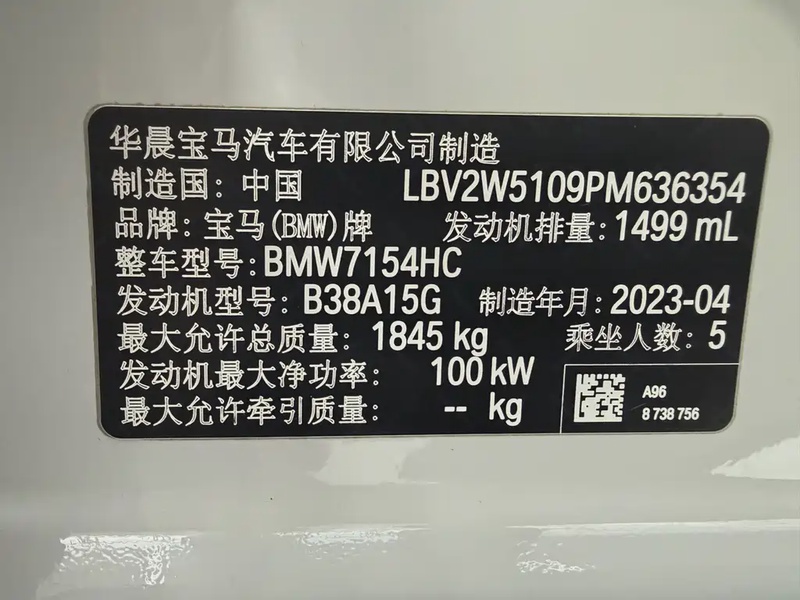 华晨宝马汽车有限公司制造
制造国: 中国 LBV2W5109PM636354
品牌: 宝马(BMW)牌 发动机排量: 1499 mL
整车型号: BMW7154HC
发动机型号: B38A15G 制造年月: 2023-04
最大允许总质量: 1845 kg 乘坐人数: 5
发动机最大净功率: 100 kW
最大允许牵引质量: -- kg
A96
8 738 756